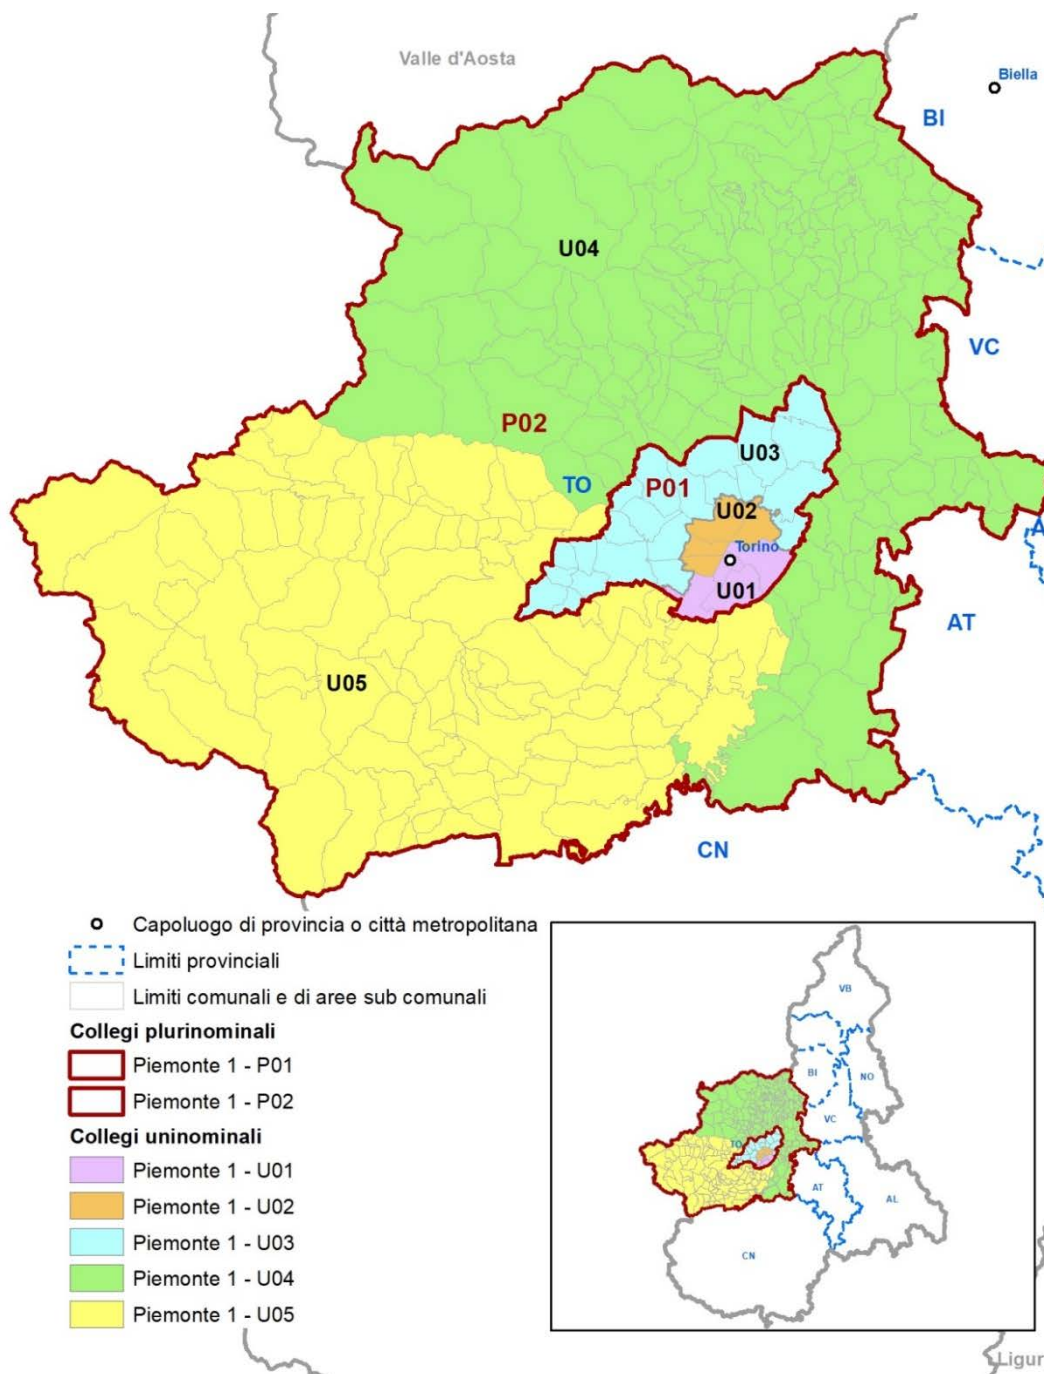 Valle d'Aosta
Biella
BI
U04
VC
P02
U03
TO
P01
U02
A
Torino
U01
AT
U05
CN
Capoluogo di provincia o città metropolitana
Limiti provinciali
Limiti comunali e di aree sub comunali
Collegi plurinominali
Piemonte 1 - P01
Piemonte 1 - P02
Collegi uninominali
Piemonte 1 - U01
Piemonte 1 - U02
Piemonte 1 - U03
Piemonte 1 - U04
Piemonte 1 - U05
VB
BI
NO
VC
TO
AT
AL
CN
Ligur